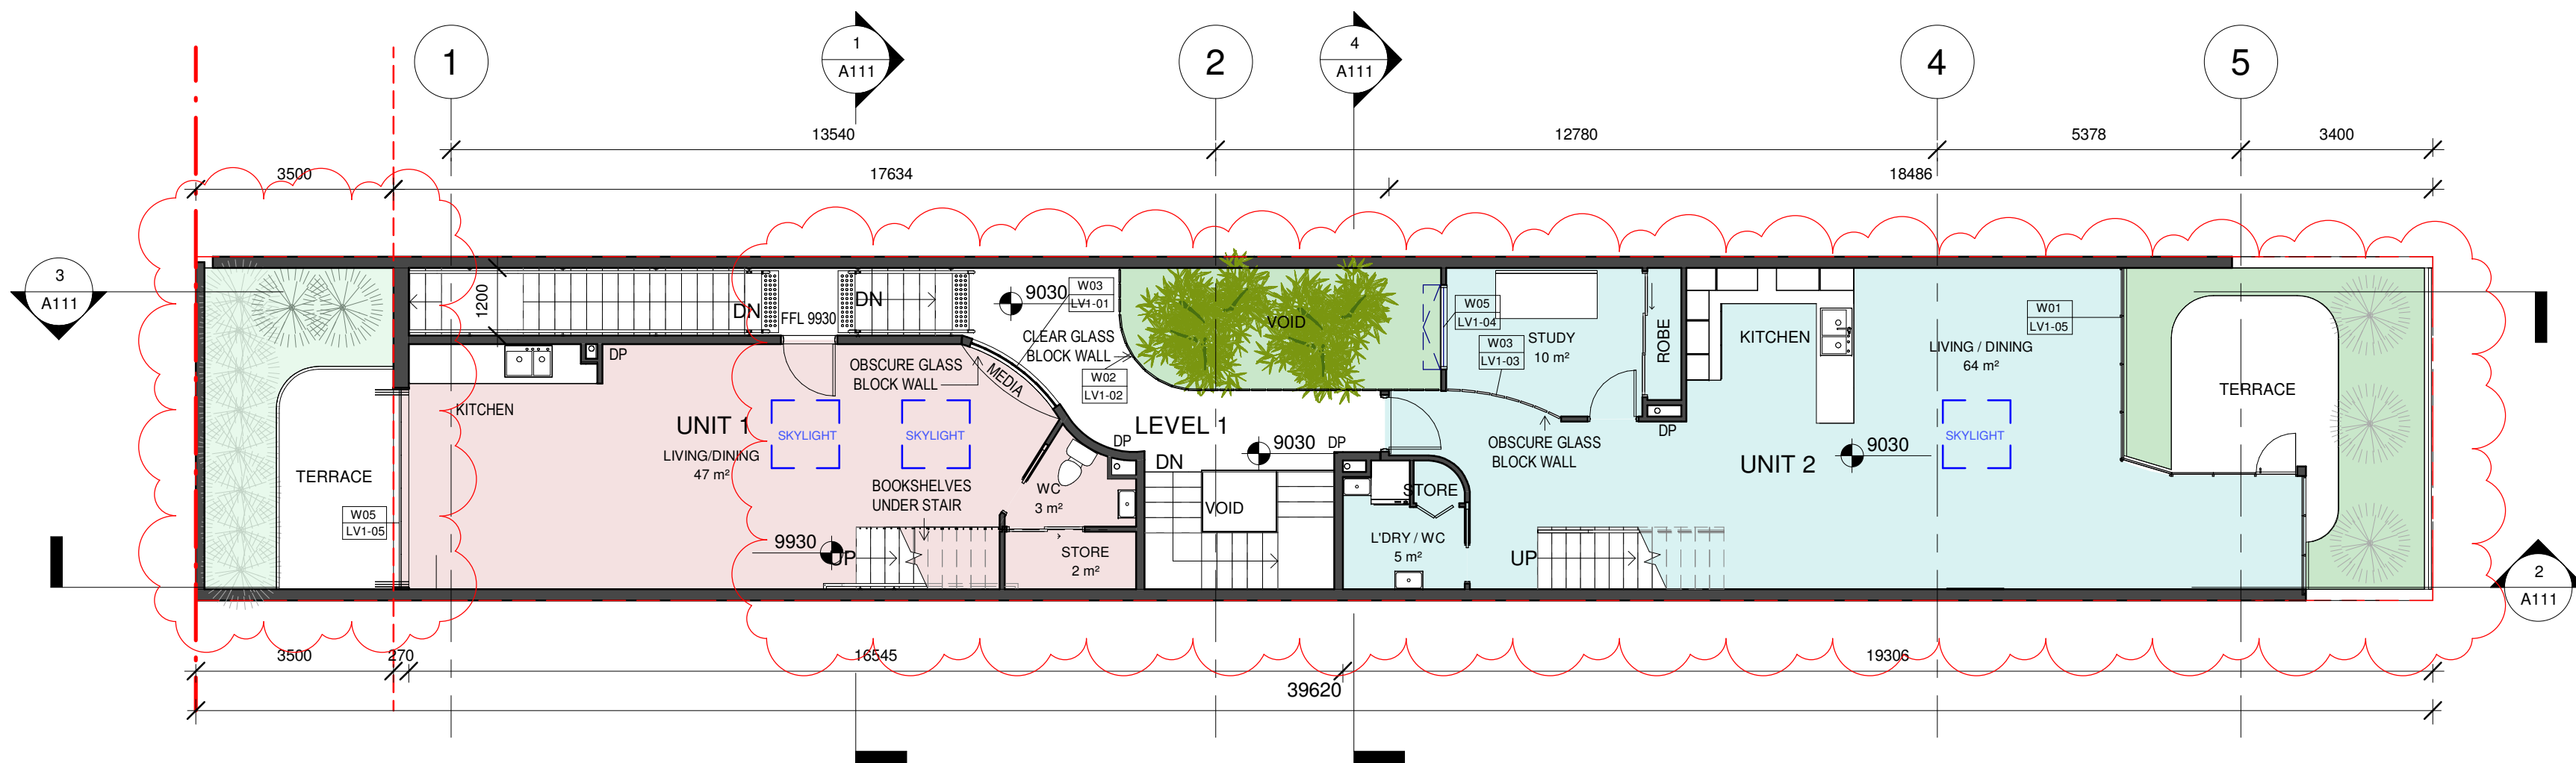 1
1
A111
2
4
A111
4
5
13540
12780
5378
3400
3500
17634
18486
3
A111
1200
DN
FFL 9930
DN
9030
W03
LV1-01
CLEAR GLASS
BLOCK WALL
W02
LV1-02
VOID
W05
LV1-04
W03
LV1-03
STUDY
10 m²
ROBE
KITCHEN
W01
LV1-05
LIVING / DINING
64 m²
TERRACE
DP
OBSCURE GLASS
BLOCK WALL
MEDIA
KITCHEN
UNIT 1
SKYLIGHT
SKYLIGHT
LIVING/DINING
47 m²
LEVEL 1
DP
9030
DP
DN
OBSCURE GLASS
BLOCK WALL
DP
UNIT 2
9030
SKYLIGHT
TERRACE
W05
LV1-05
BOOKSHELVES
UNDER STAIR
WC
3 m²
VOID
STORE
9930
UP
STORE
2 m²
L'DRY / WC
5 m²
UP
2
A111
3500
270
16545
19306
39620